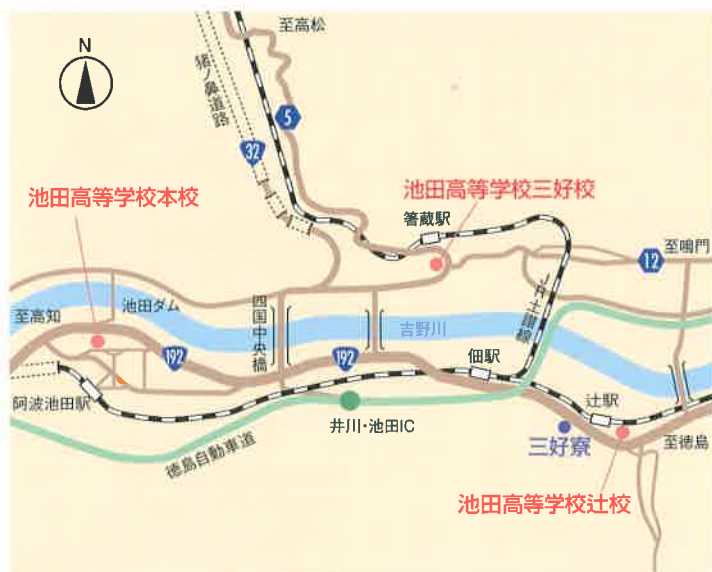 至高松
N
猪ノ鼻道路
5
32
池田高等学校本校
池田高等学校三好校
箸蔵駅
至鳴門
12
池田ダム
四国中央橋
JR土讃線
至高知
吉野川
192
192
佃駅
阿波池田駅
辻駅
井川・池田IC
三好寮
至徳島
徳島自動車道
池田高等学校辻校